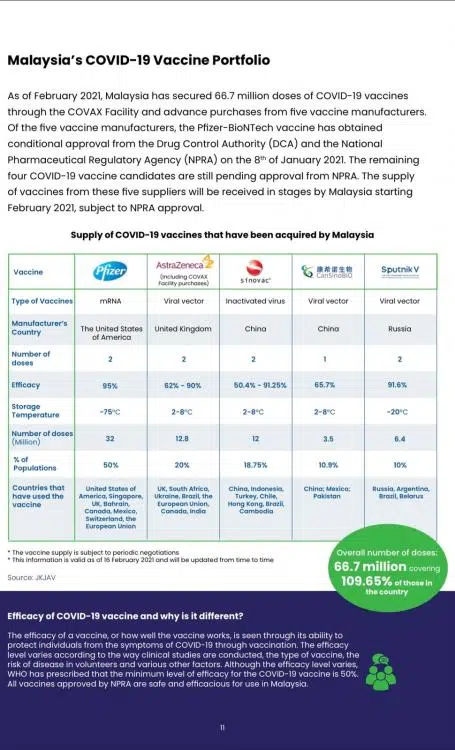 Malaysia's COVID-19 Vaccine Portfolio
As of February 2021, Malaysia has secured 66.7 million doses of COVID-19 vaccines
through the COVAX Facility and advance purchases from five vaccine manufacturers.
Of the five vaccine manufacturers, the Pfizer-BioNTech vaccine has obtained
conditional approval from the Drug Control Authority (DCA) and the National
Pharmaceutical Regulatory Agency (NPRA) on the 8th of January 2021. The remaining
four COVID-19 vaccine candidates are still pending approval from NPRA. The supply
of vaccines from these five suppliers will be received in stages by Malaysia starting
February 2021, subject to NPRA approval.
Supply of COVID-19 vaccines that have been acquired by Malaysia
Vaccine
Pfizer
AstraZeneca
(including COVAX
Facility purchases)
sinovac
康希诺生物
CanSinoBIO
Sputnik V
Type of Vaccines
mRNA
Viral vector
Inactivated virus
Viral vector
Viral vector
Manufacturer's
Country
The United States
of America
United Kingdom
China
China
Russia
Number of
doses
2
2
2
1
2
Efficacy
95%
62% - 90%
50.4% - 91.25%
65.7%
91.6%
Storage
Temperature
-75°C
2-8°C
2-8°C
2-8°C
-20°C
Number of doses
(Million)
32
12.8
12
3.5
6.4
% of
Populations
50%
20%
18.75%
10.9%
10%
Countries that
have used the
vaccine
United States of
America, Singapore,
UK, Bahrain,
Canada, Mexico,
Switzerland, the
European Union
UK, South Africa,
Ukraine, Brazil, the
European Union,
Canada, India
China, Indonesia,
Turkey, Chile,
Hong Kong, Brazil,
Cambodia
China; Mexico;
Pakistan
Russia, Argentina,
Brazil, Belarus
* The vaccine supply is subject to periodic negotiations
* This information is valid as of 16 February 2021 and will be updated from time to time
Source: JKJAV
Overall number of doses:
66.7 million covering
109.65% of those in
the country
Efficacy of COVID-19 vaccine and why is it different?
The efficacy of a vaccine, or how well the vaccine works, is seen through its ability to
protect individuals from the symptoms of COVID-19 through vaccination. The efficacy
level varies according to the way clinical studies are conducted, the type of vaccine, the
risk of disease in volunteers and various other factors. Although the efficacy level varies,
WHO has prescribed that the minimum level of efficacy for the COVID-19 vaccine is 50%.
All vaccines approved by NPRA are safe and efficacious for use in Malaysia.
11